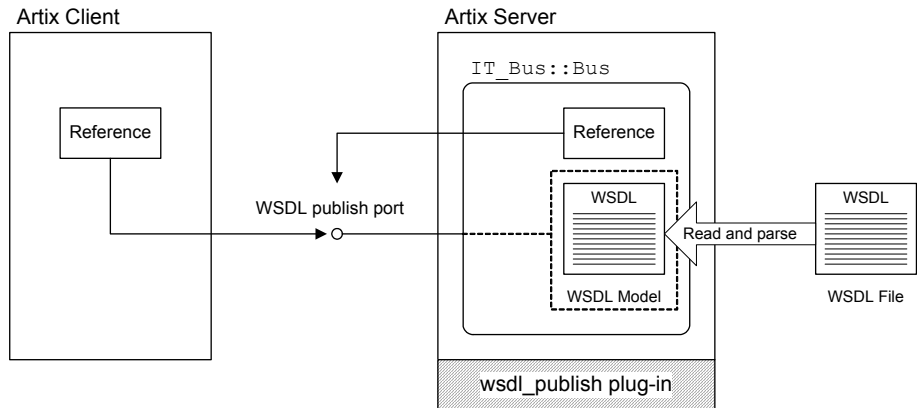 Artix Client
Artix Server
IT_Bus::Bus
Reference
Reference
WSDL publish port
WSDL
Read and parse
WSDL
WSDL Model
WSDL File
wsdl_publish plug-in